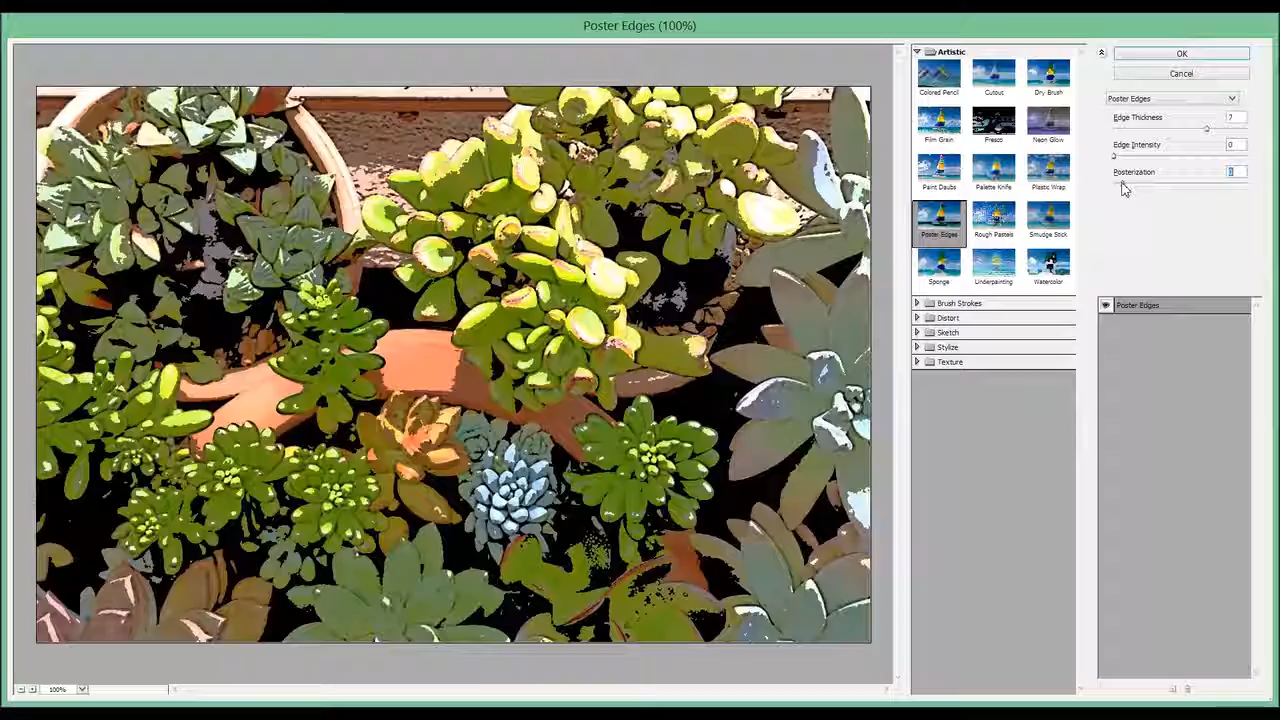 Poster Edges (100%)
Artistic
Colored Pencil
Cutout
Dry Brush
Film Grain
Fresco
Neon Glow
Paint Daubs
Palette Knife
Plastic Wrap
Poster Edges
Rough Pastels
Smudge Stick
Sponge
Underpainting
Watercolor
Brush Strokes
Distort
Sketch
Stylize
Texture
OK
Cancel
Poster Edges
Edge Thickness 7
Edge Intensity 0
Posterization
Poster Edges
100%